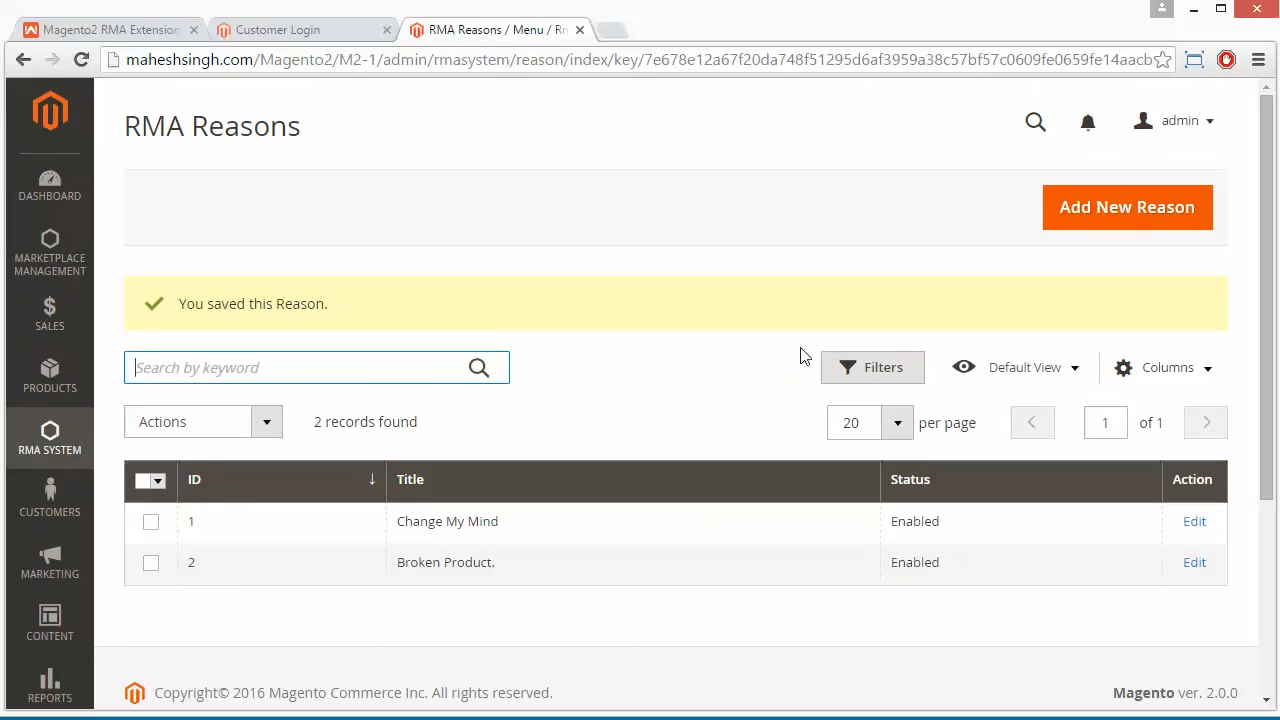 Magento2 RMA Extension
Customer Login
RMA Reasons / Menu / Rm
maheshsingh.com/Magento2/M2-1/admin/rmasystem/reason/index/key/7e678e12a67f20da748f51295d6af3959a38c57bf57c0609fe0659fe14aacb
RMA Reasons
admin
DASHBOARD
MARKETPLACE
MANAGEMENT
SALES
PRODUCTS
RMA SYSTEM
CUSTOMERS
MARKETING
CONTENT
REPORTS
Add New Reason
You saved this Reason.
Search by keyword
Filters
Default View
Columns
Actions
2 records found
20
per page
1
of 1
ID
Title
Status
Action
1
Change My Mind
Enabled
Edit
2
Broken Product.
Enabled
Edit
Copyright© 2016 Magento Commerce Inc. All rights reserved.
Magento ver. 2.0.0